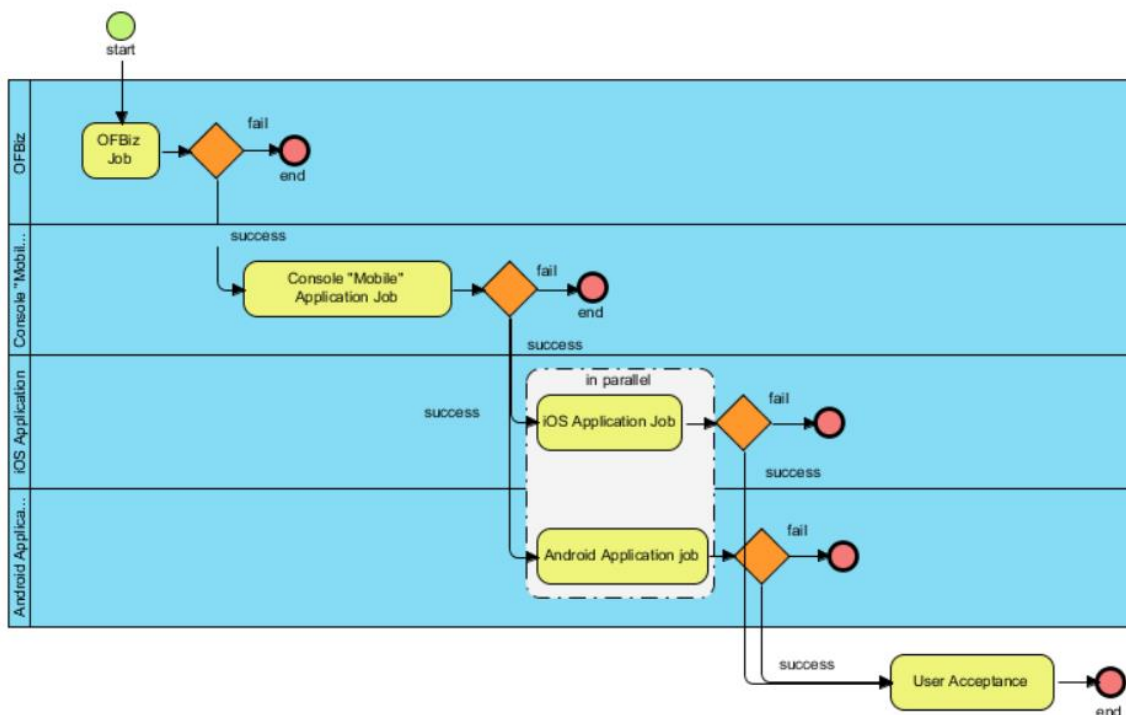 start
OFBiz
OFBiz
Job
fail
end
success
Console "Mobil...
Console "Mobile"
Application Job
fail
end
success
iOS Application
in parallel
success
iOS Application Job
fail
success
Android Applica...
Android Application job
fail
success
User Acceptance
end